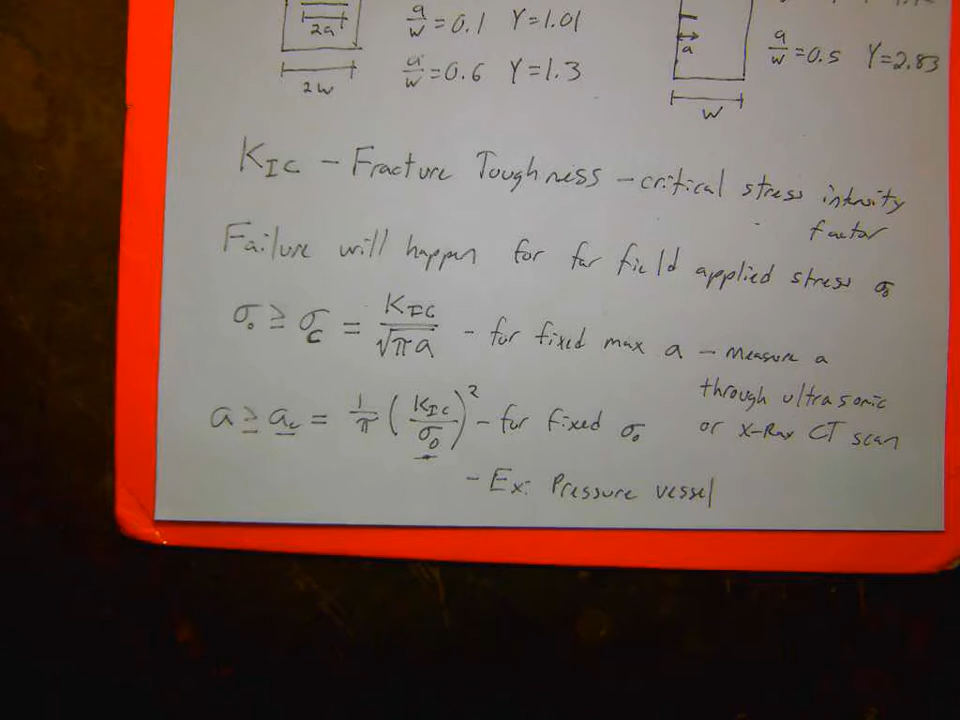 2a
a/w = 0.1 Y = 1.01
a
a/w = 0.5 Y = 2.83
2w
a/w = 0.6 Y = 1.3
w
K_IC – Fracture Toughness – critical stress intensity factor
Failure will happen for far field applied stress σ₀
σ₀ ≥ σ_c = K_IC/√(πa) – for fixed max a – measure a
through ultrasonic
or X-Ray CT scan
a ≥ a_c = 1/π (K_IC/σ₀)² – for fixed σ₀
– Ex: Pressure vessel